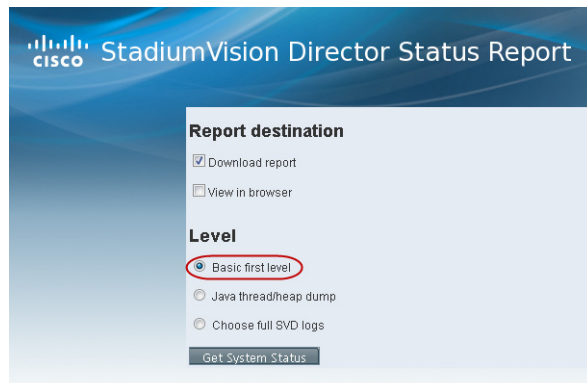 CISCO StadiumVision Director Status Report
Report destination
Download report
View in browser
Level
Basic first level
Java thread/heap dump
Choose full SVD logs
Get System Status